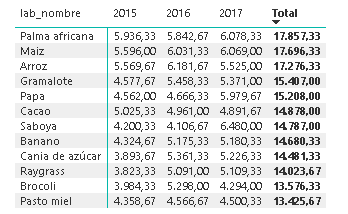 lab_nombre 2015 2016 2017 Total
Palma africana 5.936,33 5.842,67 6.078,33 17.857,33
Maiz 5.596,00 6.031,33 6.069,00 17.696,33
Arroz 5.569,67 6.181,67 5.525,00 17.276,33
Gramalote 4.577,67 5.458,33 5.371,00 15.407,00
Papa 4.562,00 4.666,33 5.979,67 15.208,00
Cacao 5.025,33 4.961,00 4.891,67 14.878,00
Saboya 4.200,33 4.106,67 6.480,00 14.787,00
Banano 4.324,67 5.175,33 5.180,33 14.680,33
Cania de azúcar 3.893,67 5.361,33 5.226,33 14.481,33
Raygrass 3.823,33 5.091,00 5.109,33 14.023,67
Brocoli 3.984,33 5.298,00 4.294,00 13.576,33
Pasto miel 4.358,67 4.566,67 4.500,33 13.425,67